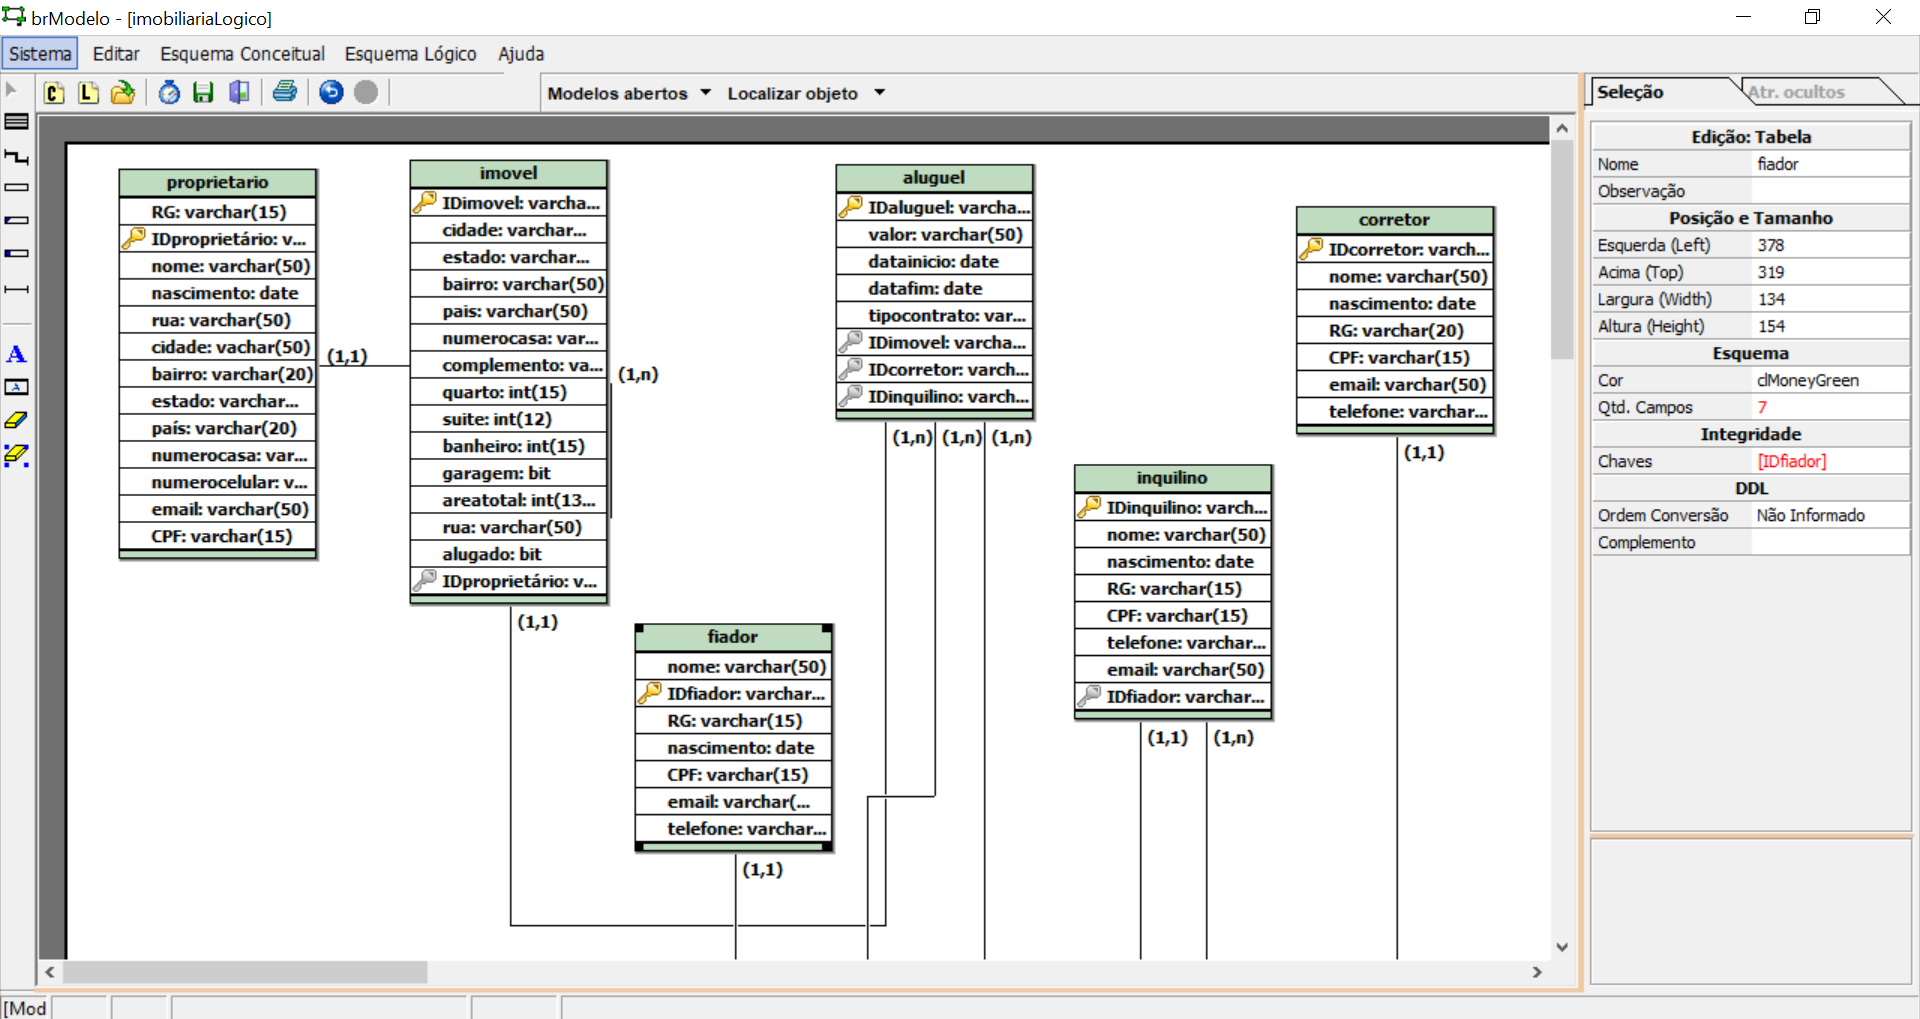 brModelo - [imobiliariaLogico]
Sistema Editar Esquema Conceitual Esquema Lógico Ajuda
Modelos abertos Localizar objeto
Seleção Atr. ocultos
proprietario
RG: varchar(15)
IDproprietário: v...
nome: varchar(50)
nascimento: date
rua: varchar(50)
cidade: vachar(50)
bairro: varchar(20)
estado: varchar...
país: varchar(20)
numerocasa: var...
numerocelular: v...
email: varchar(50)
CPF: varchar(15)
(1,1)
imovel
IDimovel: varcha...
cidade: varchar...
estado: varchar...
bairro: varchar(50)
pais: varchar(50)
numerocasa: var...
complemento: va...
quarto: int(15)
suite: int(12)
banheiro: int(15)
garagem: bit
areatotal: int(13...
rua: varchar(50)
alugado: bit
IDproprietário: v...
(1,n)
(1,1)
fiador
nome: varchar(50)
IDfiador: varchar...
RG: varchar(15)
nascimento: date
CPF: varchar(15)
email: varchar(...
telefone: varchar...
(1,1)
aluguel
IDaluguel: varcha...
valor: varchar(50)
datainicio: date
datafim: date
tipocontrato: var...
IDimovel: varcha...
IDcorretor: varch...
IDinquilino: varch...
(1,n) (1,n) (1,n)
inquilino
IDinquilino: varch...
nome: varchar(50)
nascimento: date
RG: varchar(15)
CPF: varchar(15)
telefone: varchar...
email: varchar(50)
IDfiador: varchar...
(1,1) (1,n)
corretor
IDcorretor: varch...
nome: varchar(50)
nascimento: date
RG: varchar(20)
CPF: varchar(15)
email: varchar(50)
telefone: varchar...
(1,1)
Edição: Tabela
Nome fiador
Observação
Posição e Tamanho
Esquerda (Left) 378
Acima (Top) 319
Largura (Width) 134
Altura (Height) 154
Esquema
Cor clMoneyGreen
Qtd. Campos 7
Integridade
Chaves [IDfiador]
DDL
Ordem Conversão Não Informado
Complemento
[Mod